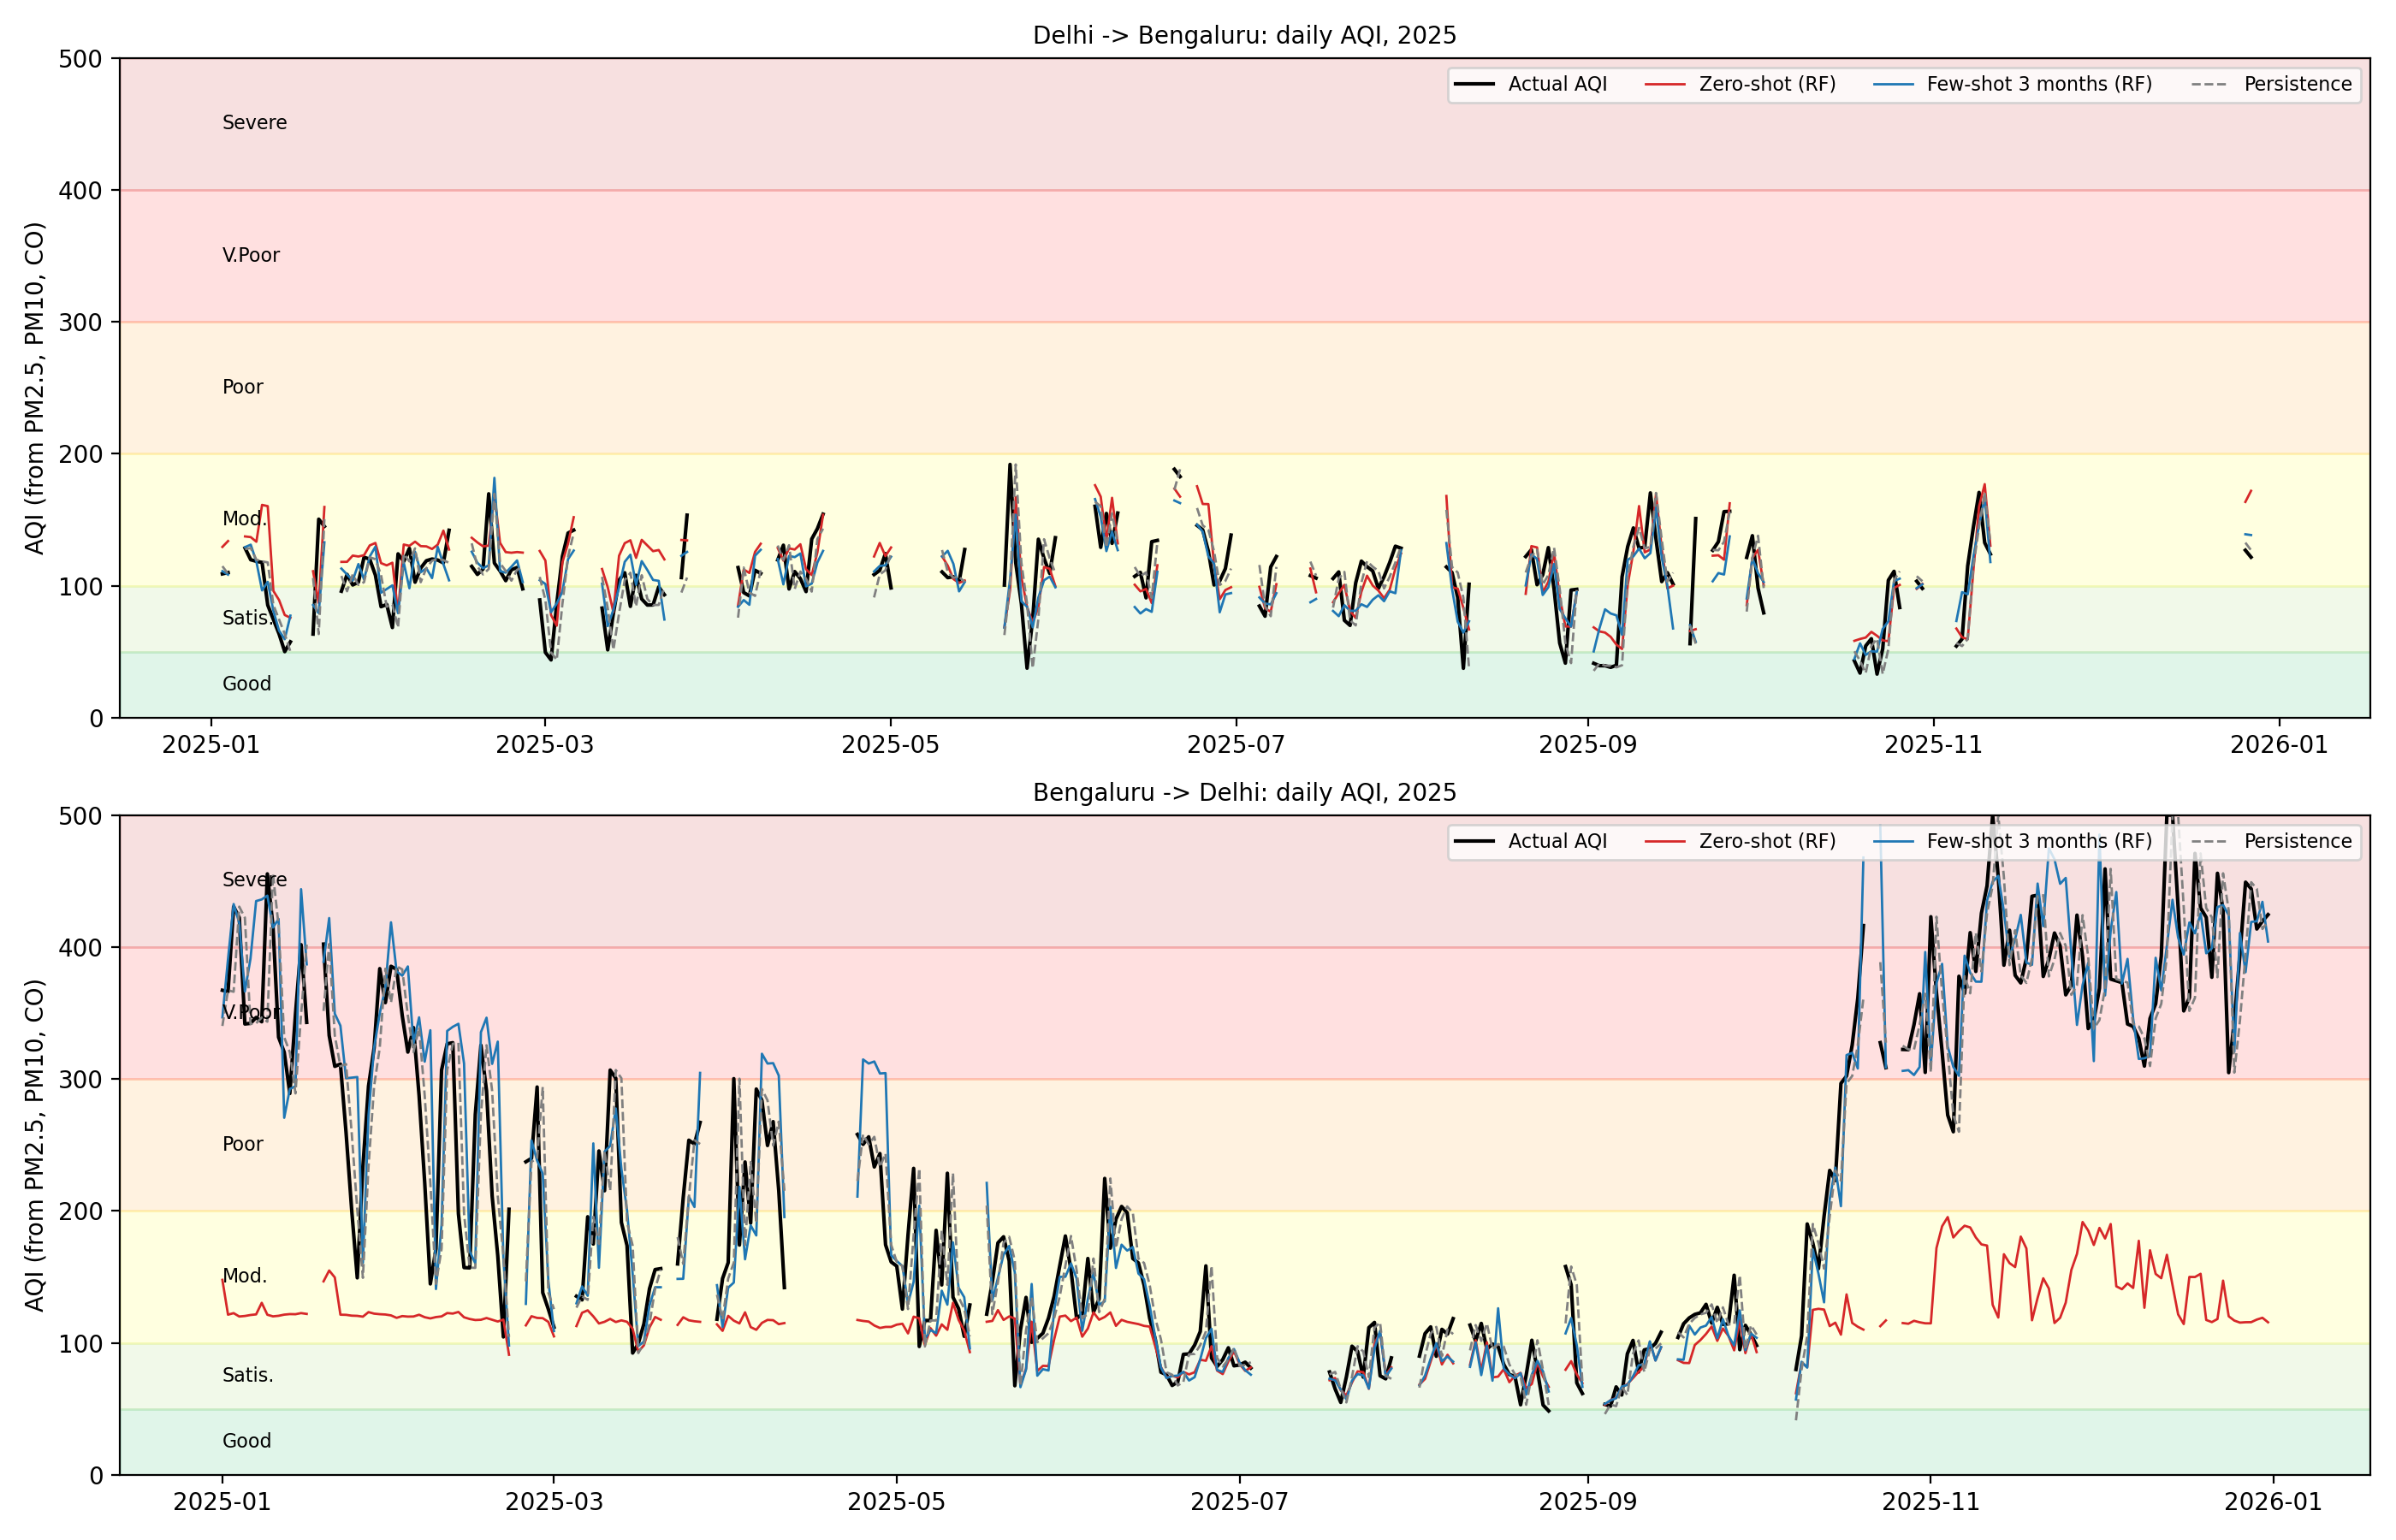 Delhi -> Bengaluru: daily AQI, 2025
AQI (from PM2.5, PM10, CO)
500
400
300
200
100
0
Severe
V.Poor
Poor
Mod.
Satis.
Good
Actual AQI Zero-shot (RF) Few-shot 3 months (RF) Persistence
2025-01 2025-03 2025-05 2025-07 2025-09 2025-11 2026-01
Bengaluru -> Delhi: daily AQI, 2025
AQI (from PM2.5, PM10, CO)
500
400
300
200
100
0
Severe
V.Poor
Poor
Mod.
Satis.
Good
Actual AQI Zero-shot (RF) Few-shot 3 months (RF) Persistence
2025-01 2025-03 2025-05 2025-07 2025-09 2025-11 2026-01